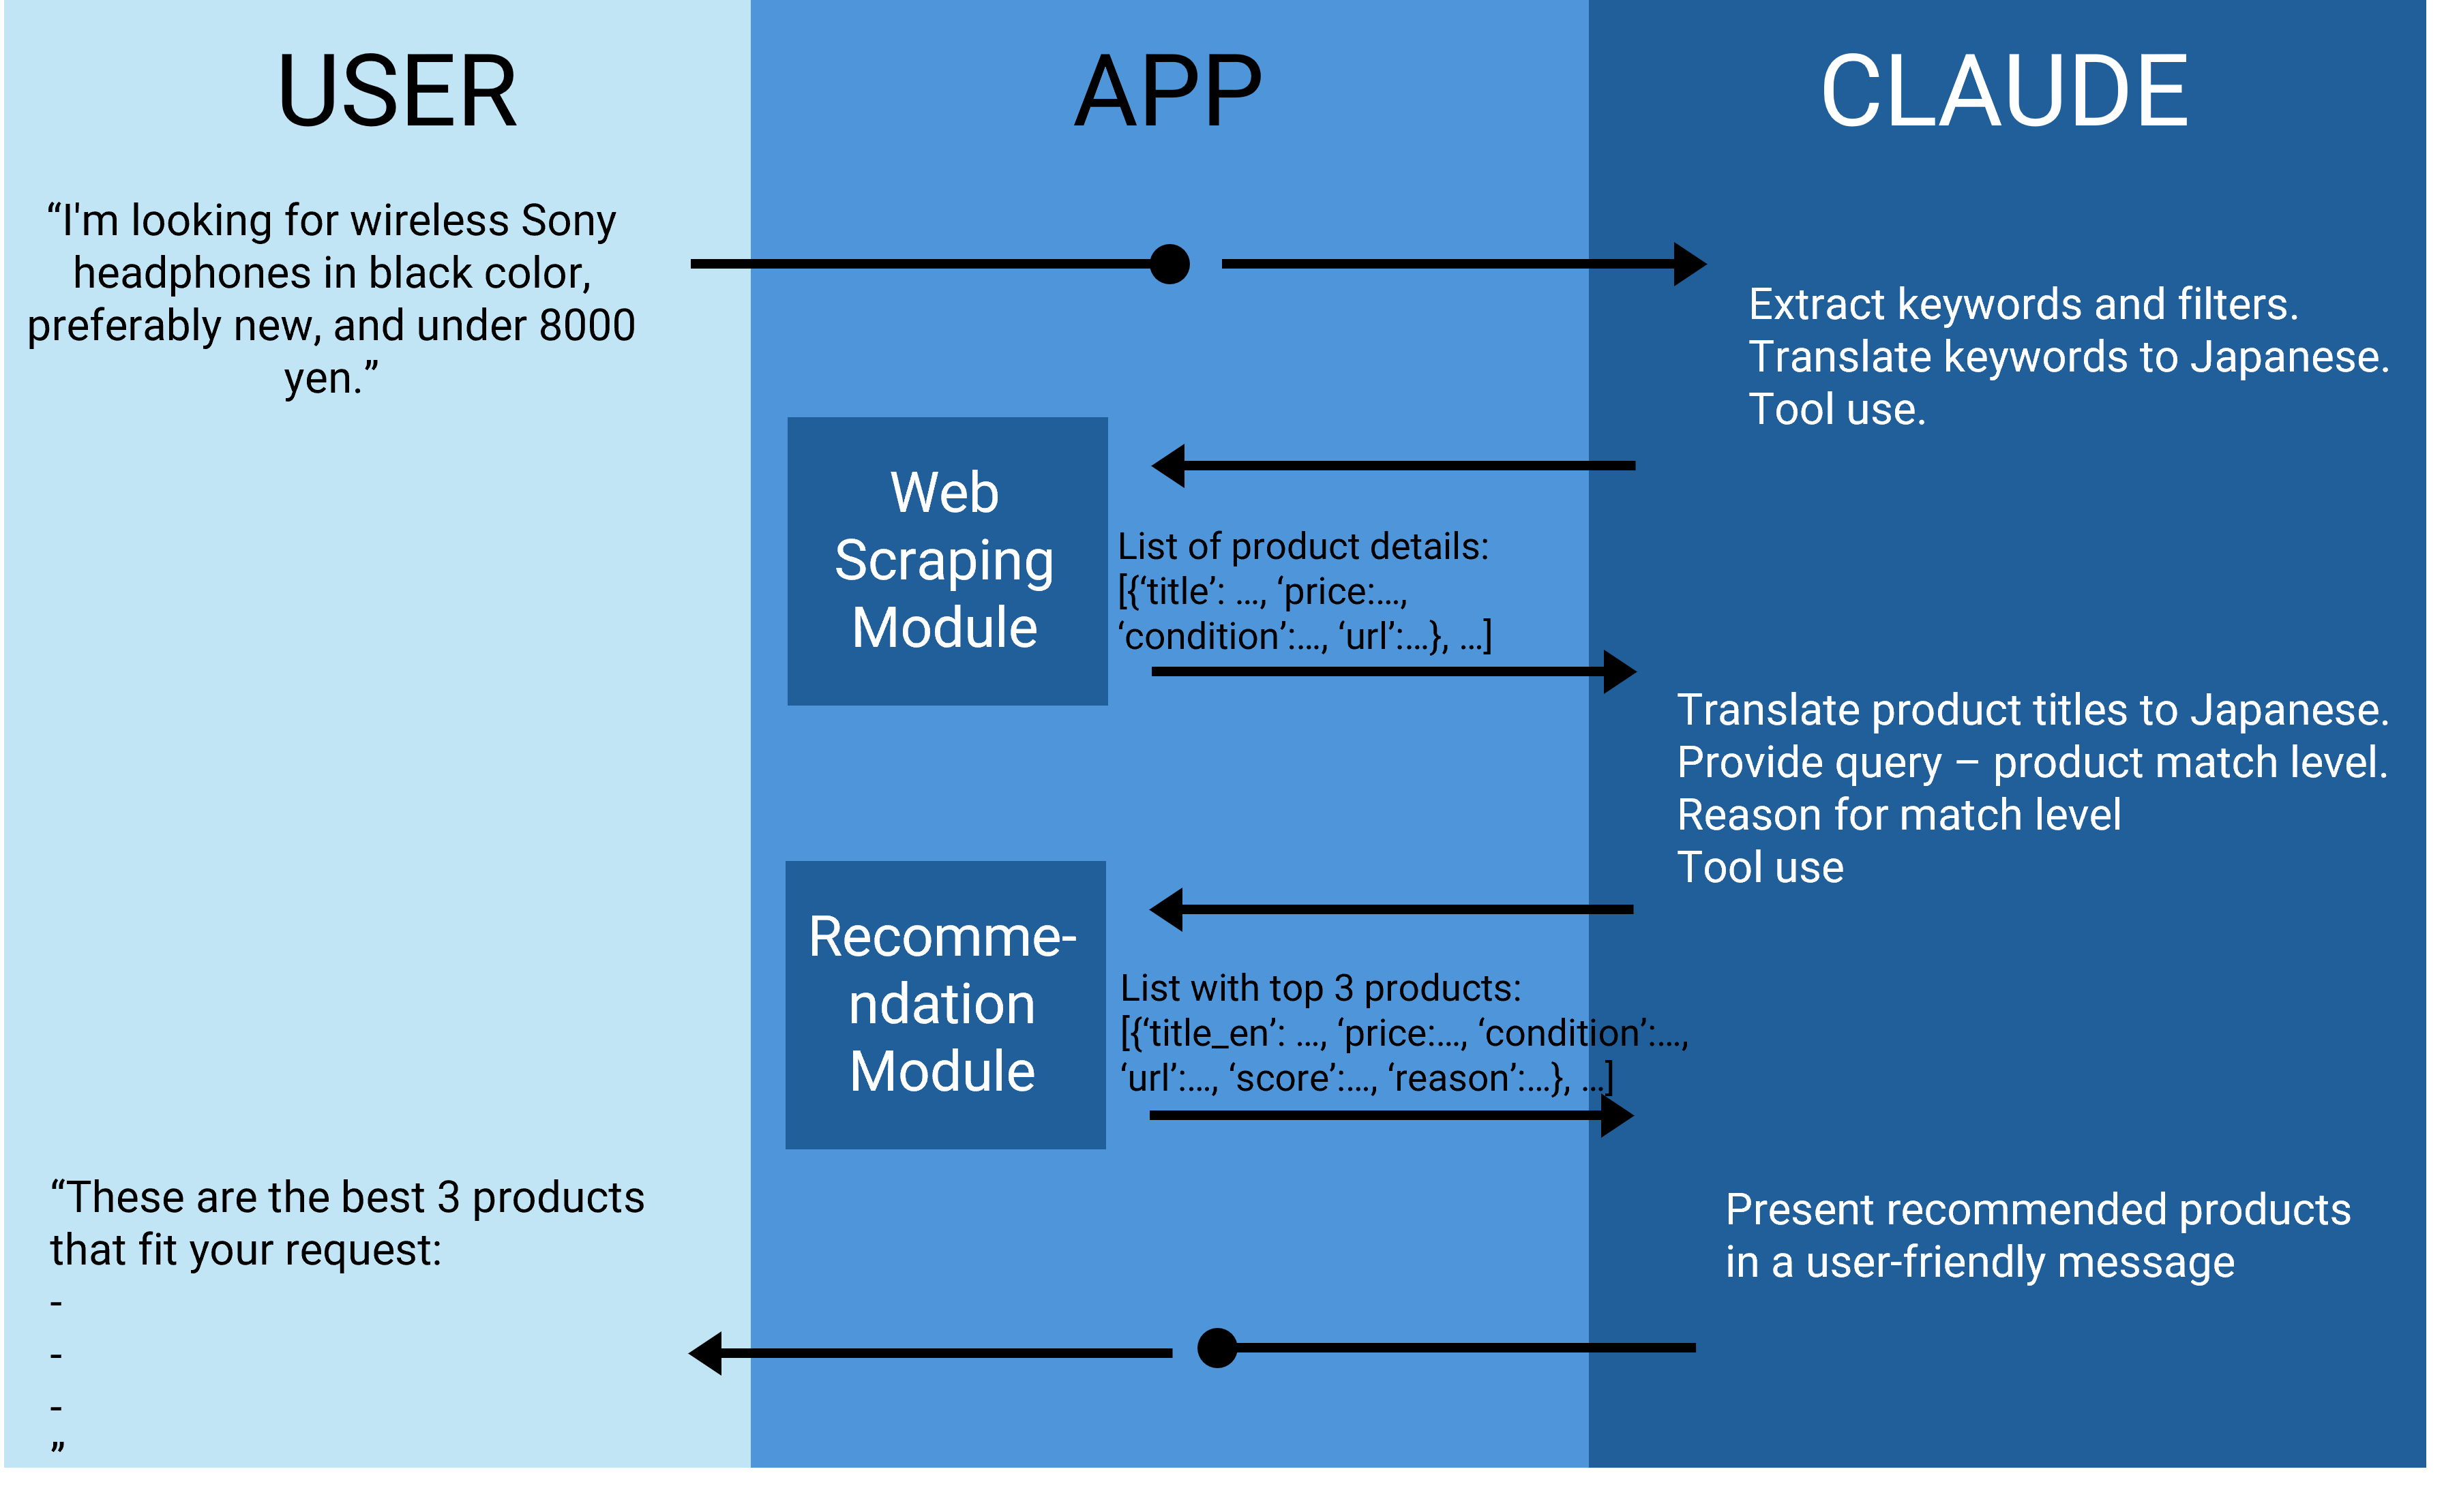 USER
APP
CLAUDE
“I'm looking for wireless Sony
headphones in black color,
preferably new, and under 8000
yen.”
Extract keywords and filters.
Translate keywords to Japanese.
Tool use.
Web
Scraping
Module
List of product details:
[{‘title’: …, ‘price:…,
‘condition’:…, ‘url’:…}, …]
Translate product titles to Japanese.
Provide query – product match level.
Reason for match level
Tool use
Recomme-
ndation
Module
List with top 3 products:
[{‘title_en’: …, ‘price:…, ‘condition’:…,
‘url’:…, ‘score’:…, ‘reason’:…}, …]
“These are the best 3 products
that fit your request:
-
-
-
”
Present recommended products
in a user-friendly message